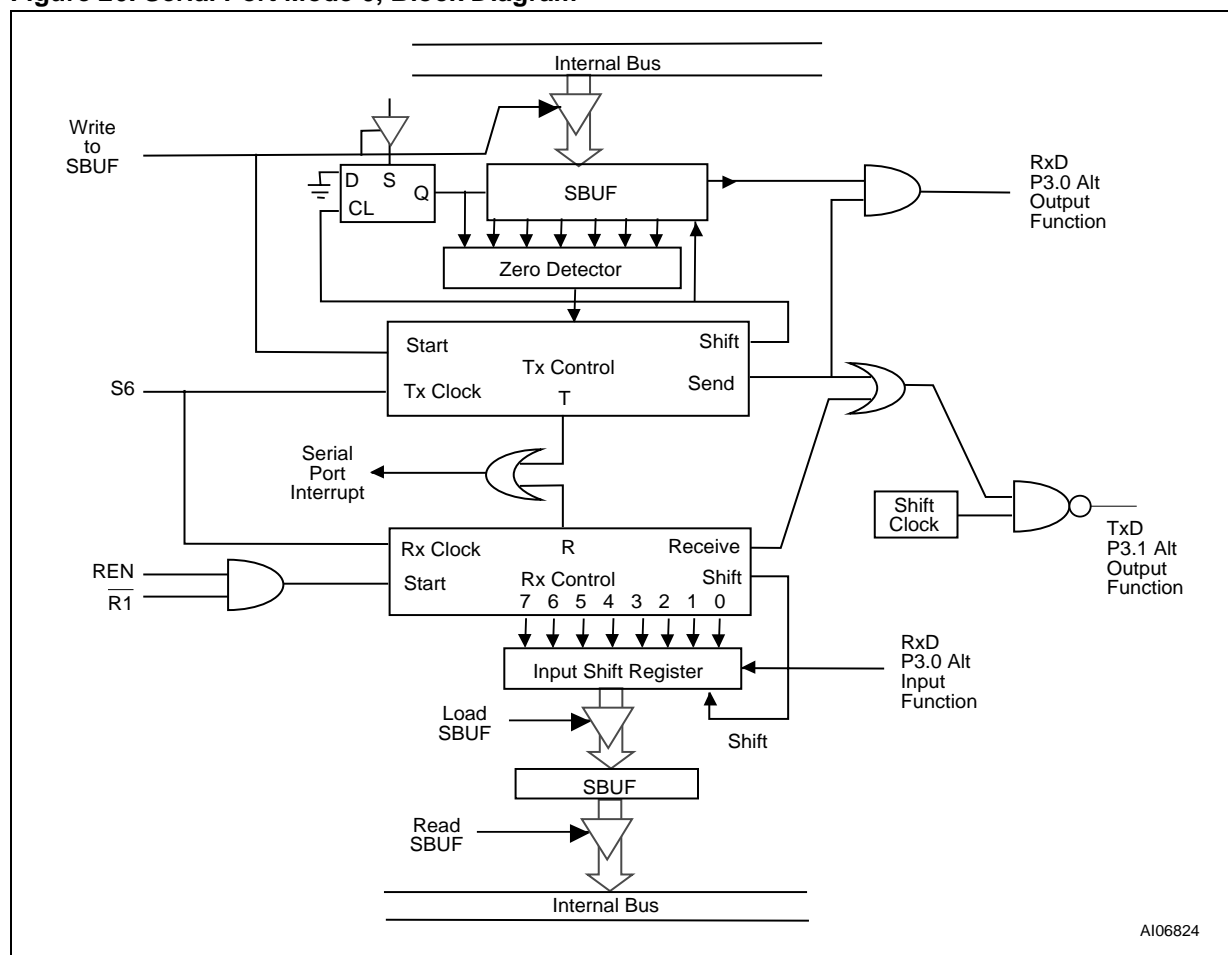 Internal Bus
Write
to
SBUF
D
S
Q
CL
SBUF
Zero Detector
RxD
P3.0 Alt
Output
Function
Start
Shift
Tx Control
S6
Tx Clock
T
Send
Serial
Port
Interrupt
Shift
Clock
TxD
P3.1 Alt
Output
Function
Rx Clock
R
Receive
REN
R1
Start
Rx Control
Shift
7 6 5 4 3 2 1 0
Input Shift Register
RxD
P3.0 Alt
Input
Function
Load
SBUF
Shift
SBUF
Read
SBUF
Internal Bus
AI06824